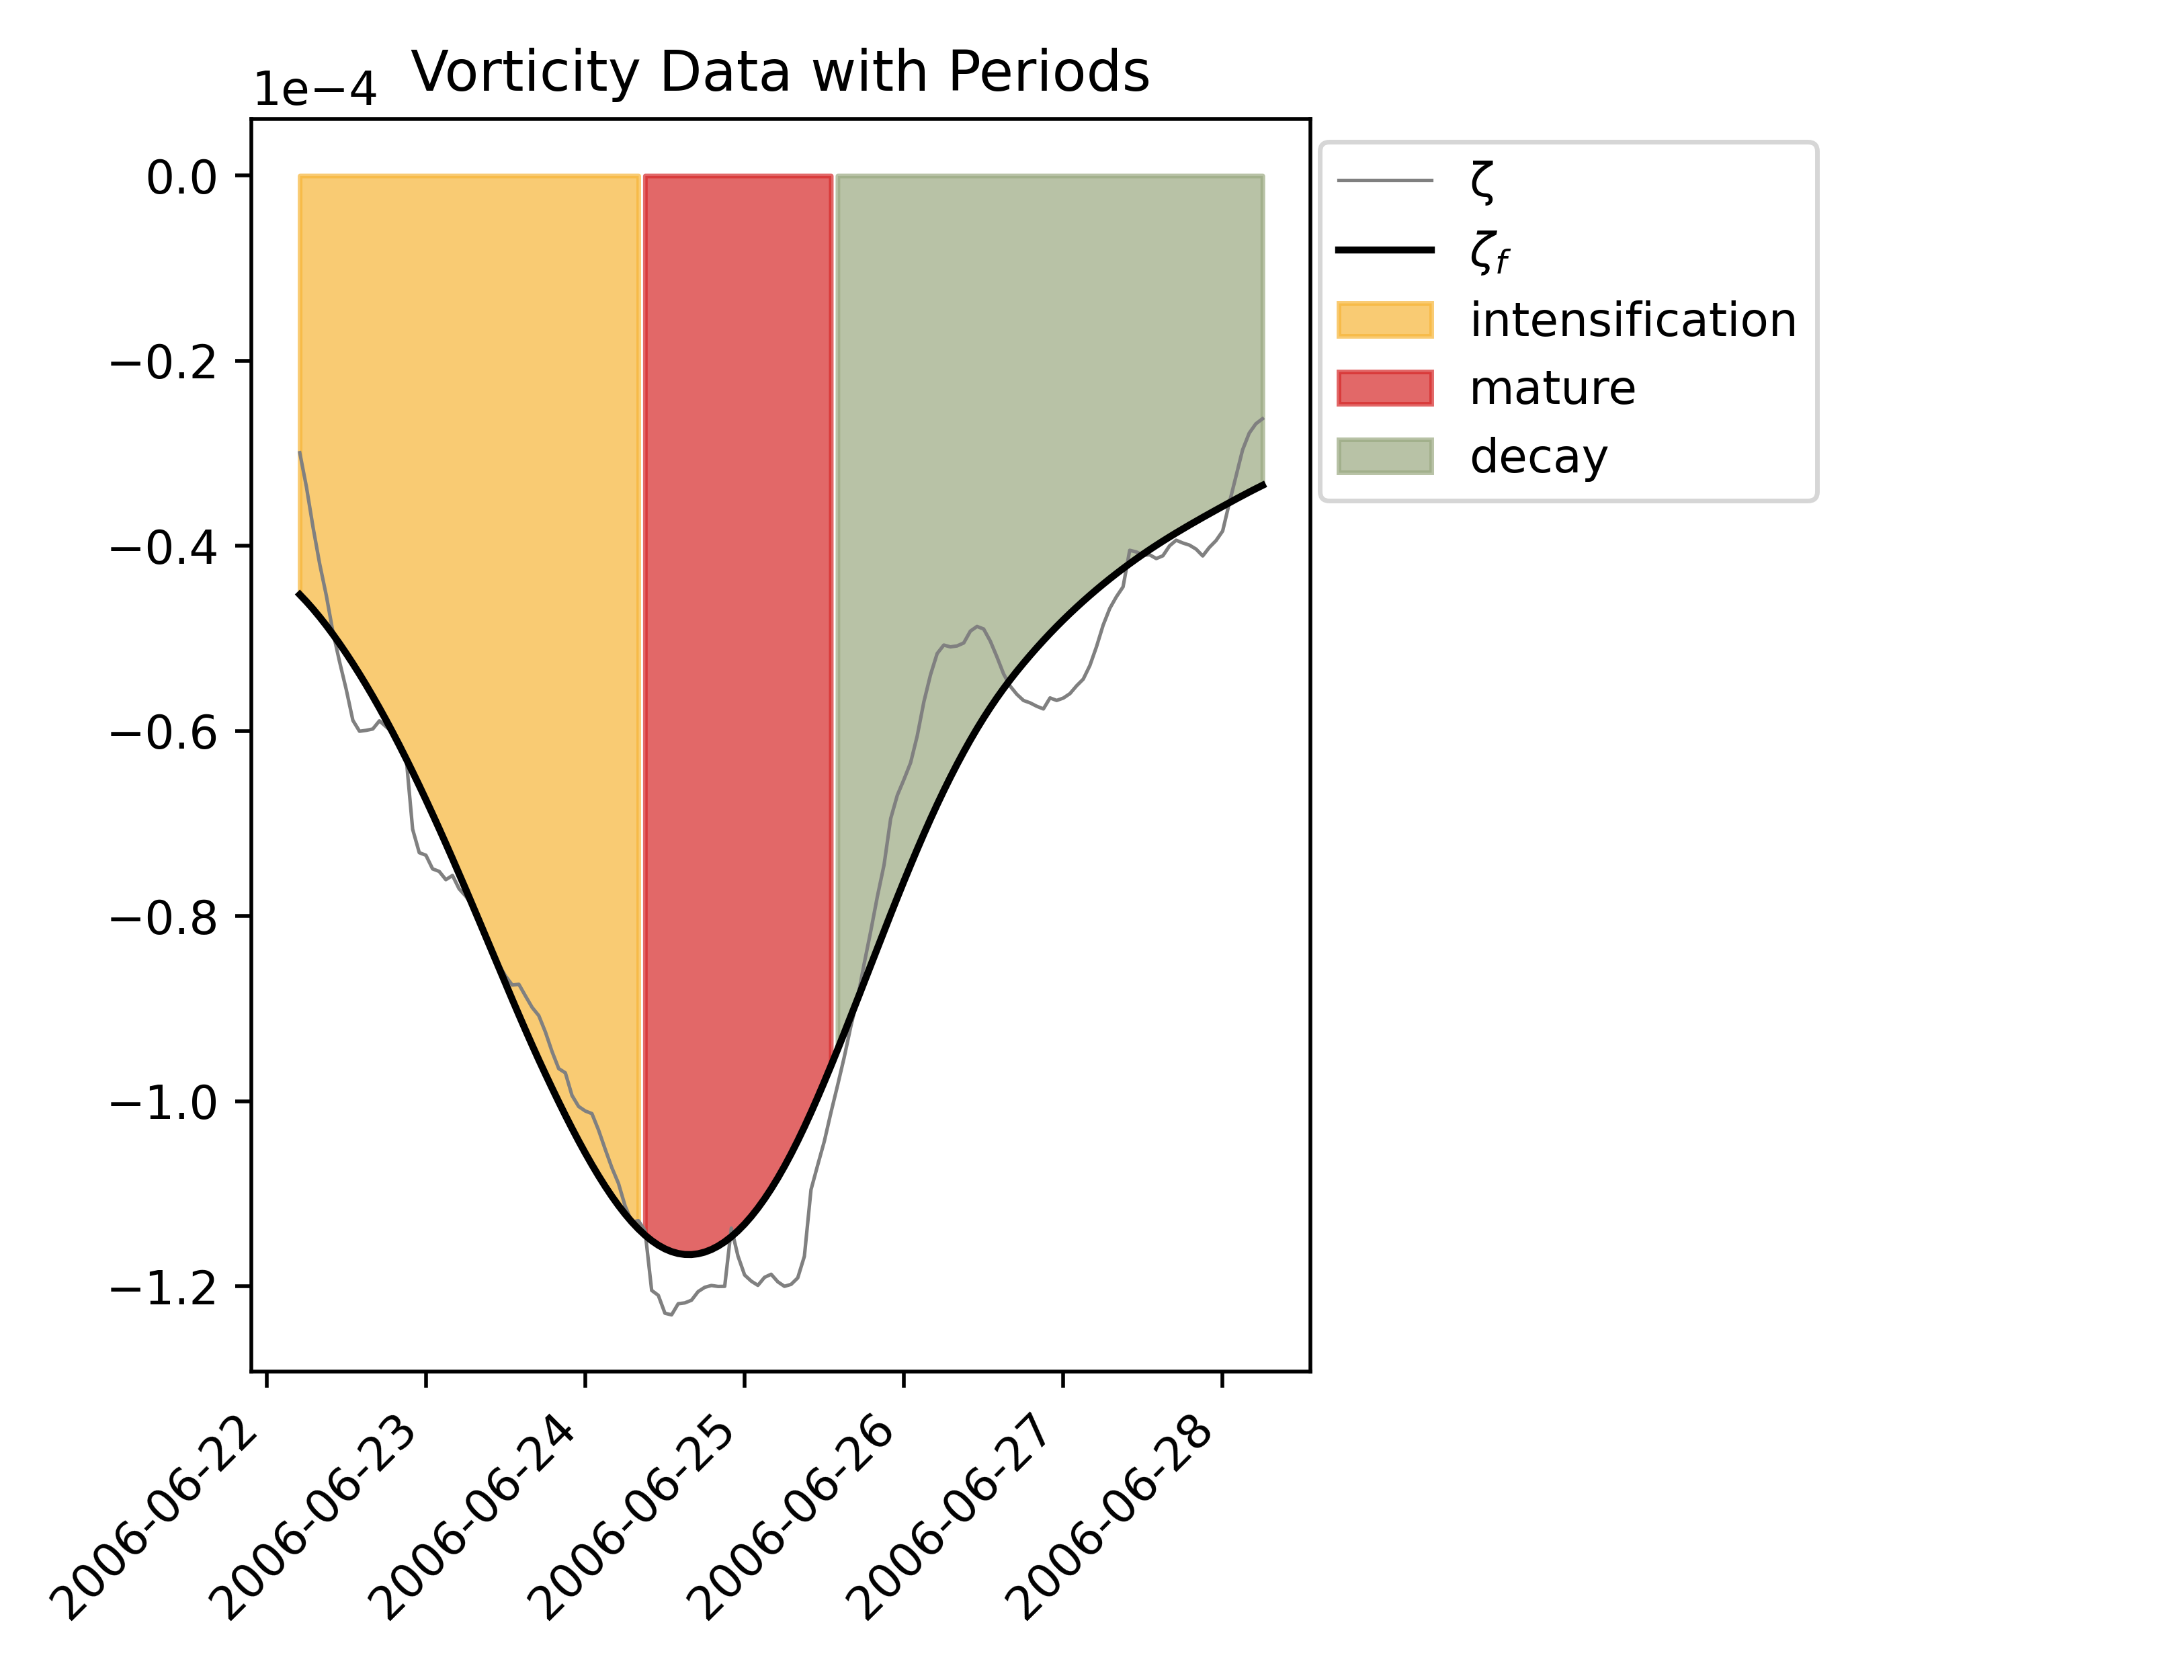 Vorticity Data with Periods
1e−4
0.0
−0.2
−0.4
−0.6
−0.8
−1.0
−1.2
2006-06-22
2006-06-23
2006-06-24
2006-06-25
2006-06-26
2006-06-27
2006-06-28
ζ
ζf
intensification
mature
decay